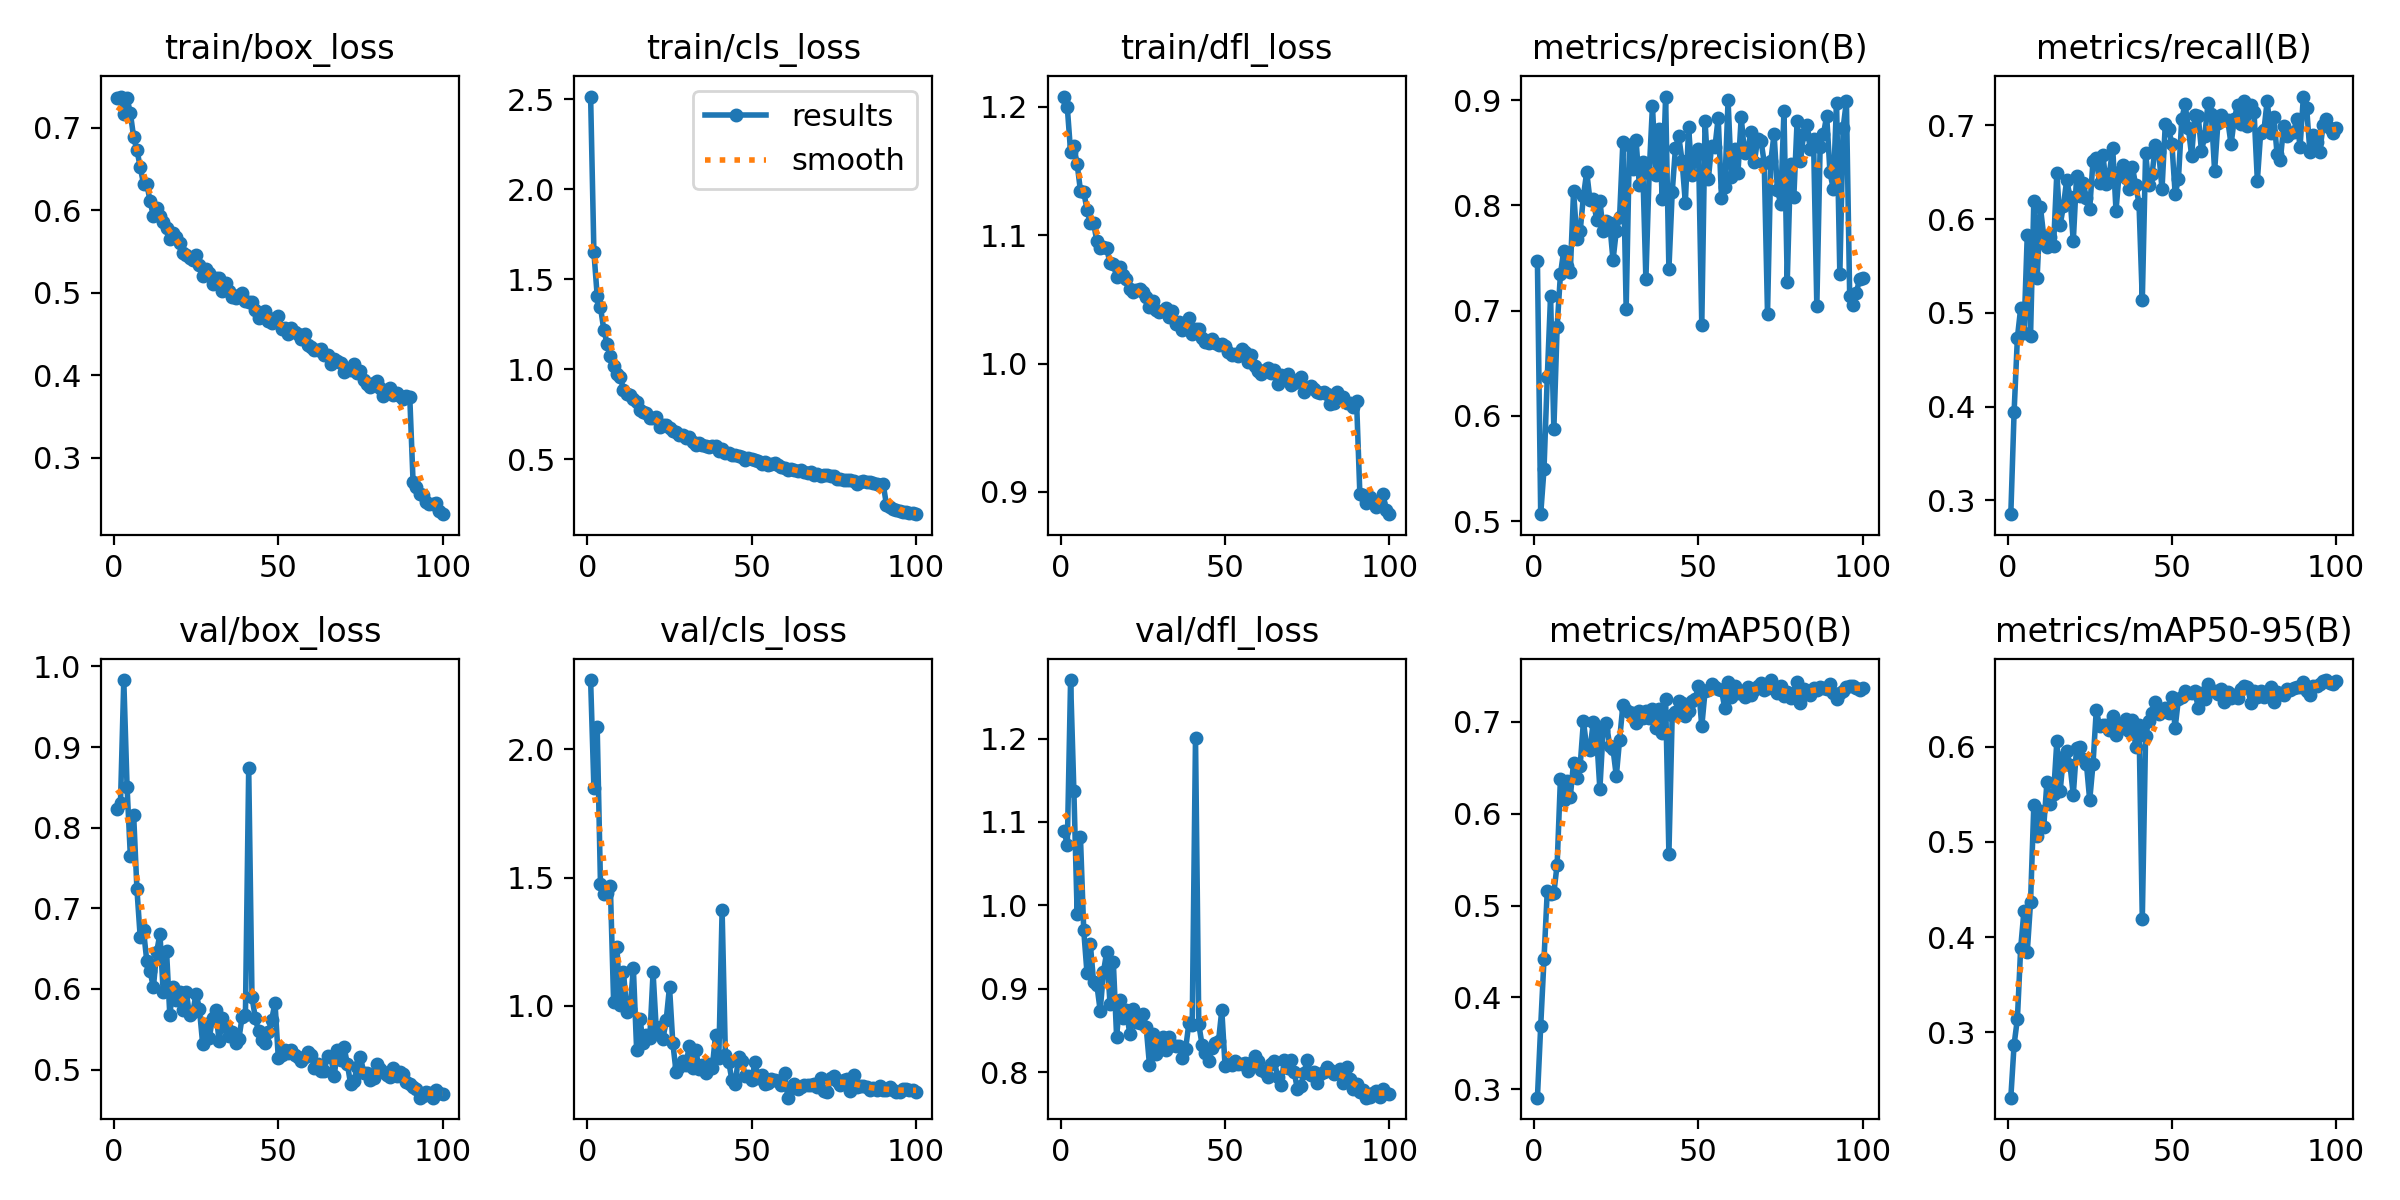 train/box_loss
train/cls_loss
train/dfl_loss
metrics/precision(B)
metrics/recall(B)
0.7
0.6
0.5
0.4
0.3
0 50 100
2.5
2.0
1.5
1.0
0.5
results
smooth
0 50 100
1.2
1.1
1.0
0.9
0 50 100
0.9
0.8
0.7
0.6
0.5
0 50 100
0.7
0.6
0.5
0.4
0.3
0 50 100
val/box_loss
val/cls_loss
val/dfl_loss
metrics/mAP50(B)
metrics/mAP50-95(B)
1.0
0.9
0.8
0.7
0.6
0.5
0 50 100
2.0
1.5
1.0
0 50 100
1.2
1.1
1.0
0.9
0.8
0 50 100
0.7
0.6
0.5
0.4
0.3
0 50 100
0.6
0.5
0.4
0.3
0 50 100